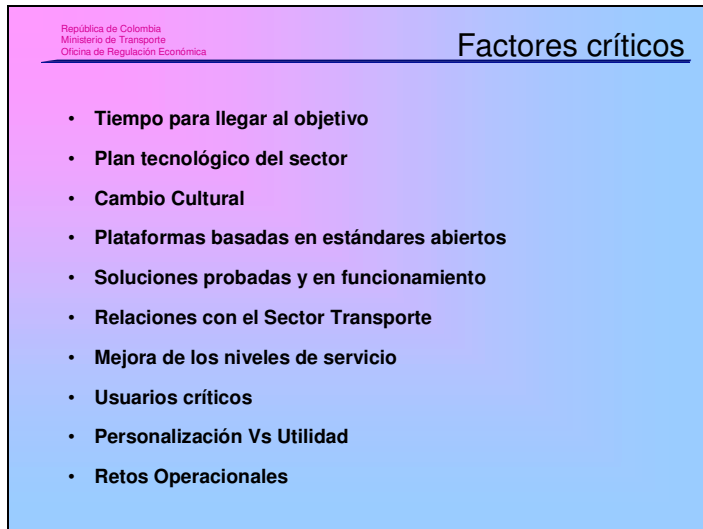 República de Colombia
Ministerio de Transporte
Oficina de Regulación Económica
Factores críticos
• Tiempo para llegar al objetivo
• Plan tecnológico del sector
• Cambio Cultural
• Plataformas basadas en estándares abiertos
• Soluciones probadas y en funcionamiento
• Relaciones con el Sector Transporte
• Mejora de los niveles de servicio
• Usuarios críticos
• Personalización Vs Utilidad
• Retos Operacionales